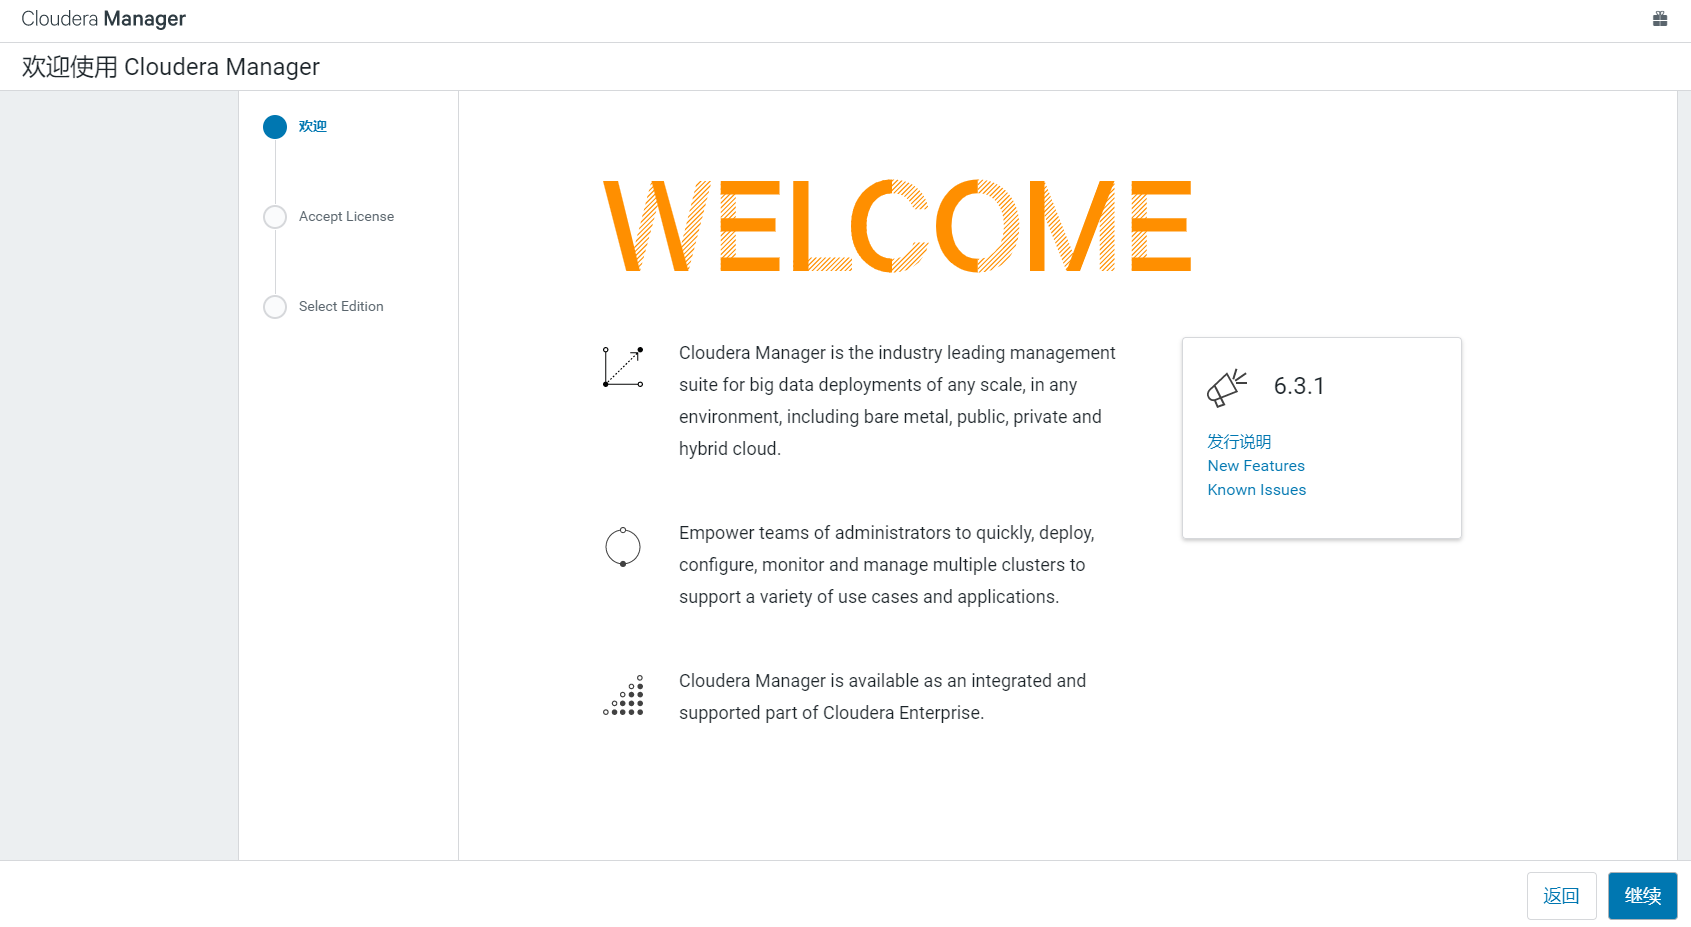 Cloudera Manager
欢迎使用 Cloudera Manager
欢迎
Accept License
Select Edition
WELCOME
Cloudera Manager is the industry leading management
suite for big data deployments of any scale, in any
environment, including bare metal, public, private and
hybrid cloud.
Empower teams of administrators to quickly, deploy,
configure, monitor and manage multiple clusters to
support a variety of use cases and applications.
Cloudera Manager is available as an integrated and
supported part of Cloudera Enterprise.
6.3.1
发行说明
New Features
Known Issues
返回
继续